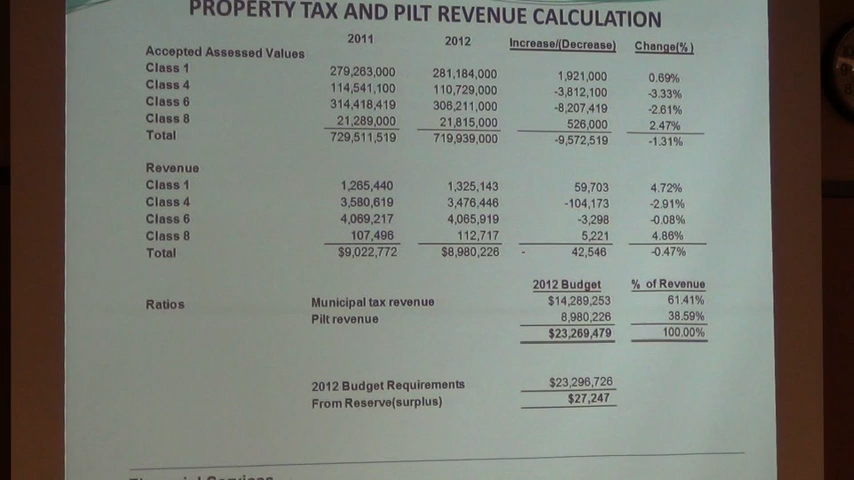 PROPERTY TAX AND PILT REVENUE CALCULATION
2011 2012 Increase/(Decrease) Change(%)
Accepted Assessed Values
Class 1 279,263,000 281,184,000 1,921,000 0.69%
Class 4 114,541,100 110,729,000 -3,812,100 -3.33%
Class 6 314,418,419 306,211,000 -8,207,419 -2.61%
Class 8 21,289,000 21,815,000 526,000 2.47%
Total 729,511,519 719,939,000 -9,572,519 -1.31%
Revenue
Class 1 1,265,440 1,325,143 59,703 4.72%
Class 4 3,580,619 3,476,446 -104,173 -2.91%
Class 6 4,069,217 4,065,919 -3,298 -0.08%
Class 8 107,496 112,717 5,221 4.86%
Total $9,022,772 $8,980,226 - 42,546 -0.47%
2012 Budget % of Revenue
Ratios Municipal tax revenue $14,289,253 61.41%
Pilt revenue 8,980,226 38.59%
$23,269,479 100.00%
2012 Budget Requirements $23,296,726
From Reserve(surplus) $27,247